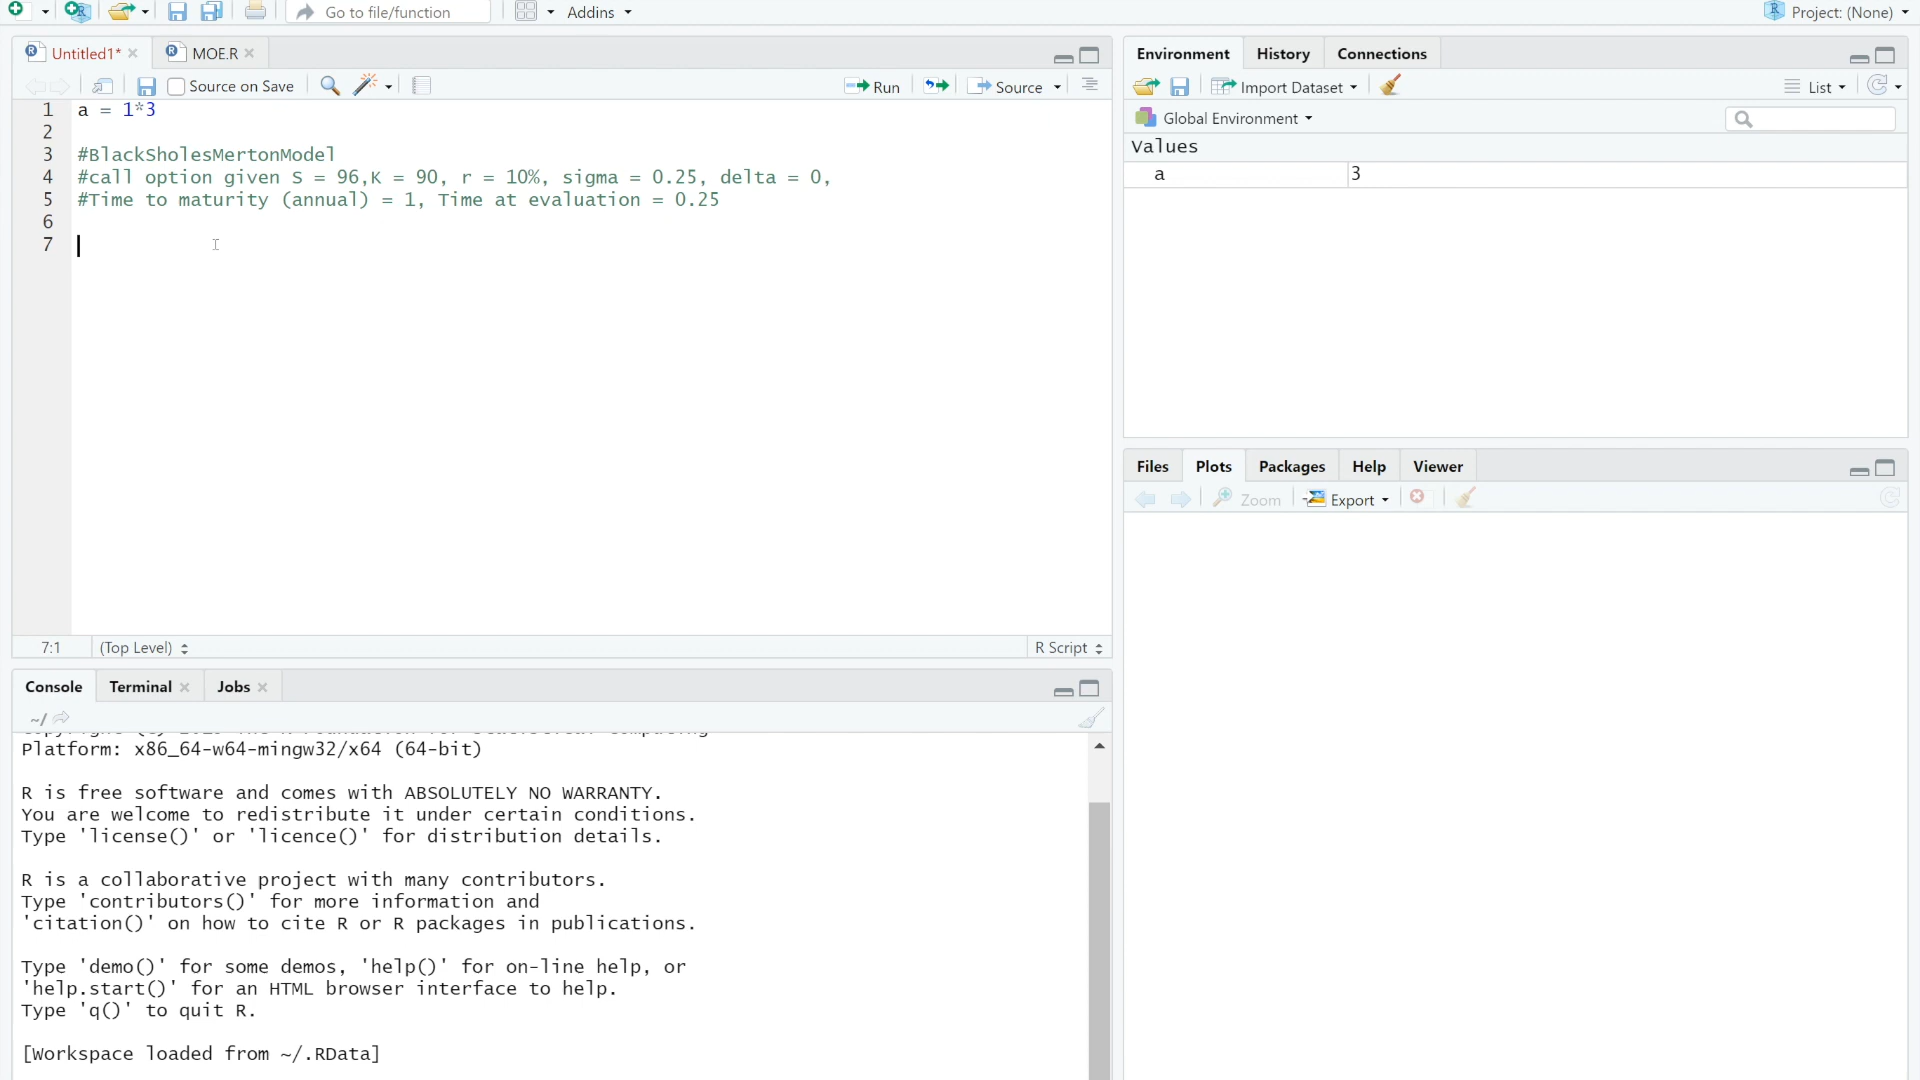 Go to file/function
Addins
Project: (None)
Untitled1*
MOE.R
Source on Save
Run
Source
1 a = 1*3
2
3 #BlackSholesMertonModel
4 #call option given S = 96,K = 90, r = 10%, sigma = 0.25, delta = 0,
5 #Time to maturity (annual) = 1, Time at evaluation = 0.25
6
7
7:1
(Top Level)
R Script
Console
Terminal
Jobs
~/
Platform: x86_64-w64-mingw32/x64 (64-bit)
R is free software and comes with ABSOLUTELY NO WARRANTY.
You are welcome to redistribute it under certain conditions.
Type 'license()' or 'licence()' for distribution details.
R is a collaborative project with many contributors.
Type 'contributors()' for more information and
'citation()' on how to cite R or R packages in publications.
Type 'demo()' for some demos, 'help()' for on-line help, or
'help.start()' for an HTML browser interface to help.
Type 'q()' to quit R.
[Workspace loaded from ~/.RData]
Environment
History
Connections
Import Dataset
List
Global Environment
Values
a 3
Files
Plots
Packages
Help
Viewer
Zoom
Export